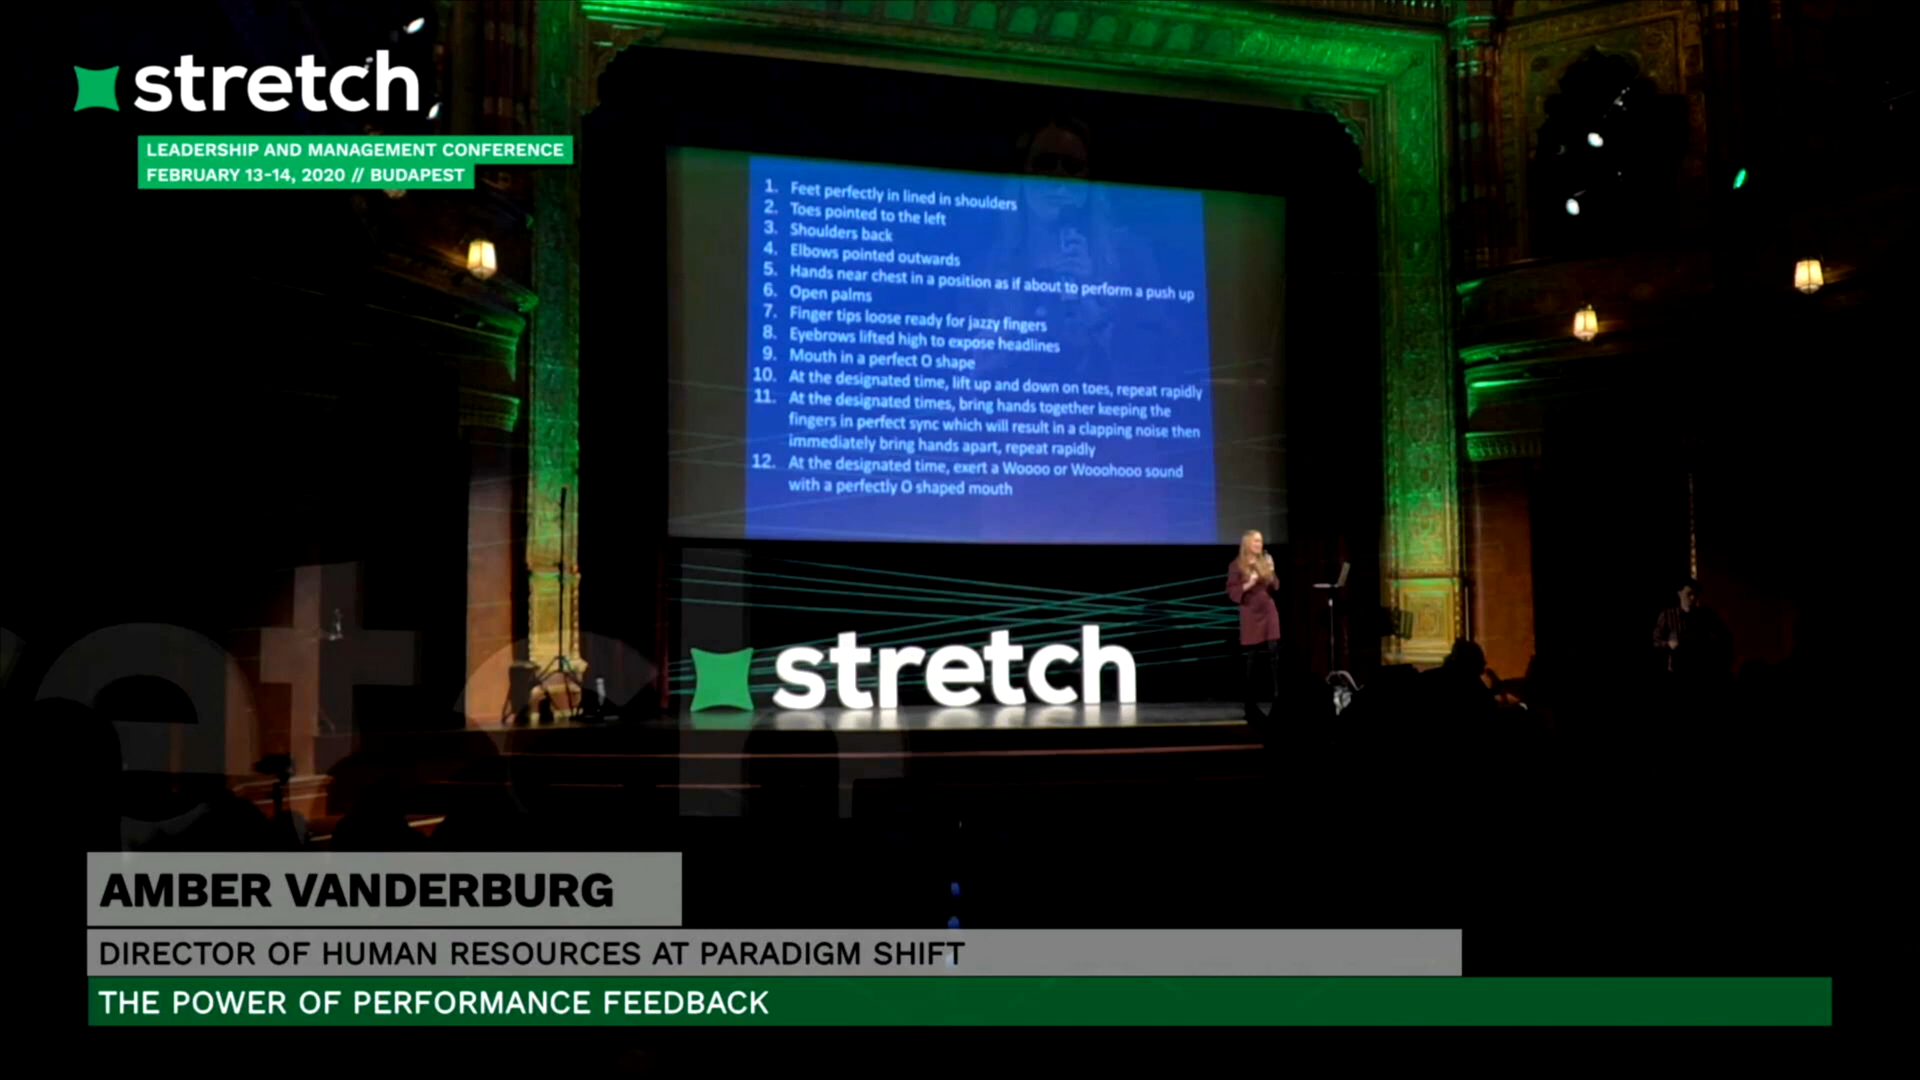 stretch
LEADERSHIP AND MANAGEMENT CONFERENCE
FEBRUARY 13-14, 2020 // BUDAPEST
1. Feet perfectly in lined in shoulders
2. Toes pointed to the left
3. Shoulders back
4. Elbows pointed outwards
5. Hands near chest in a position as if about to perform a push up
6. Open palms
7. Finger tips loose ready for jazzy fingers
8. Eyebrows lifted high to expose headlines
9. Mouth in a perfect O shape
10. At the designated time, lift up and down on toes, repeat rapidly
11. At the designated times, bring hands together keeping the
fingers in perfect sync which will result in a clapping noise then
immediately bring hands apart, repeat rapidly
12. At the designated time, exert a Woooo or Wooohooo sound
with a perfectly O shaped mouth
stretch
AMBER VANDERBURG
DIRECTOR OF HUMAN RESOURCES AT PARADIGM SHIFT
THE POWER OF PERFORMANCE FEEDBACK